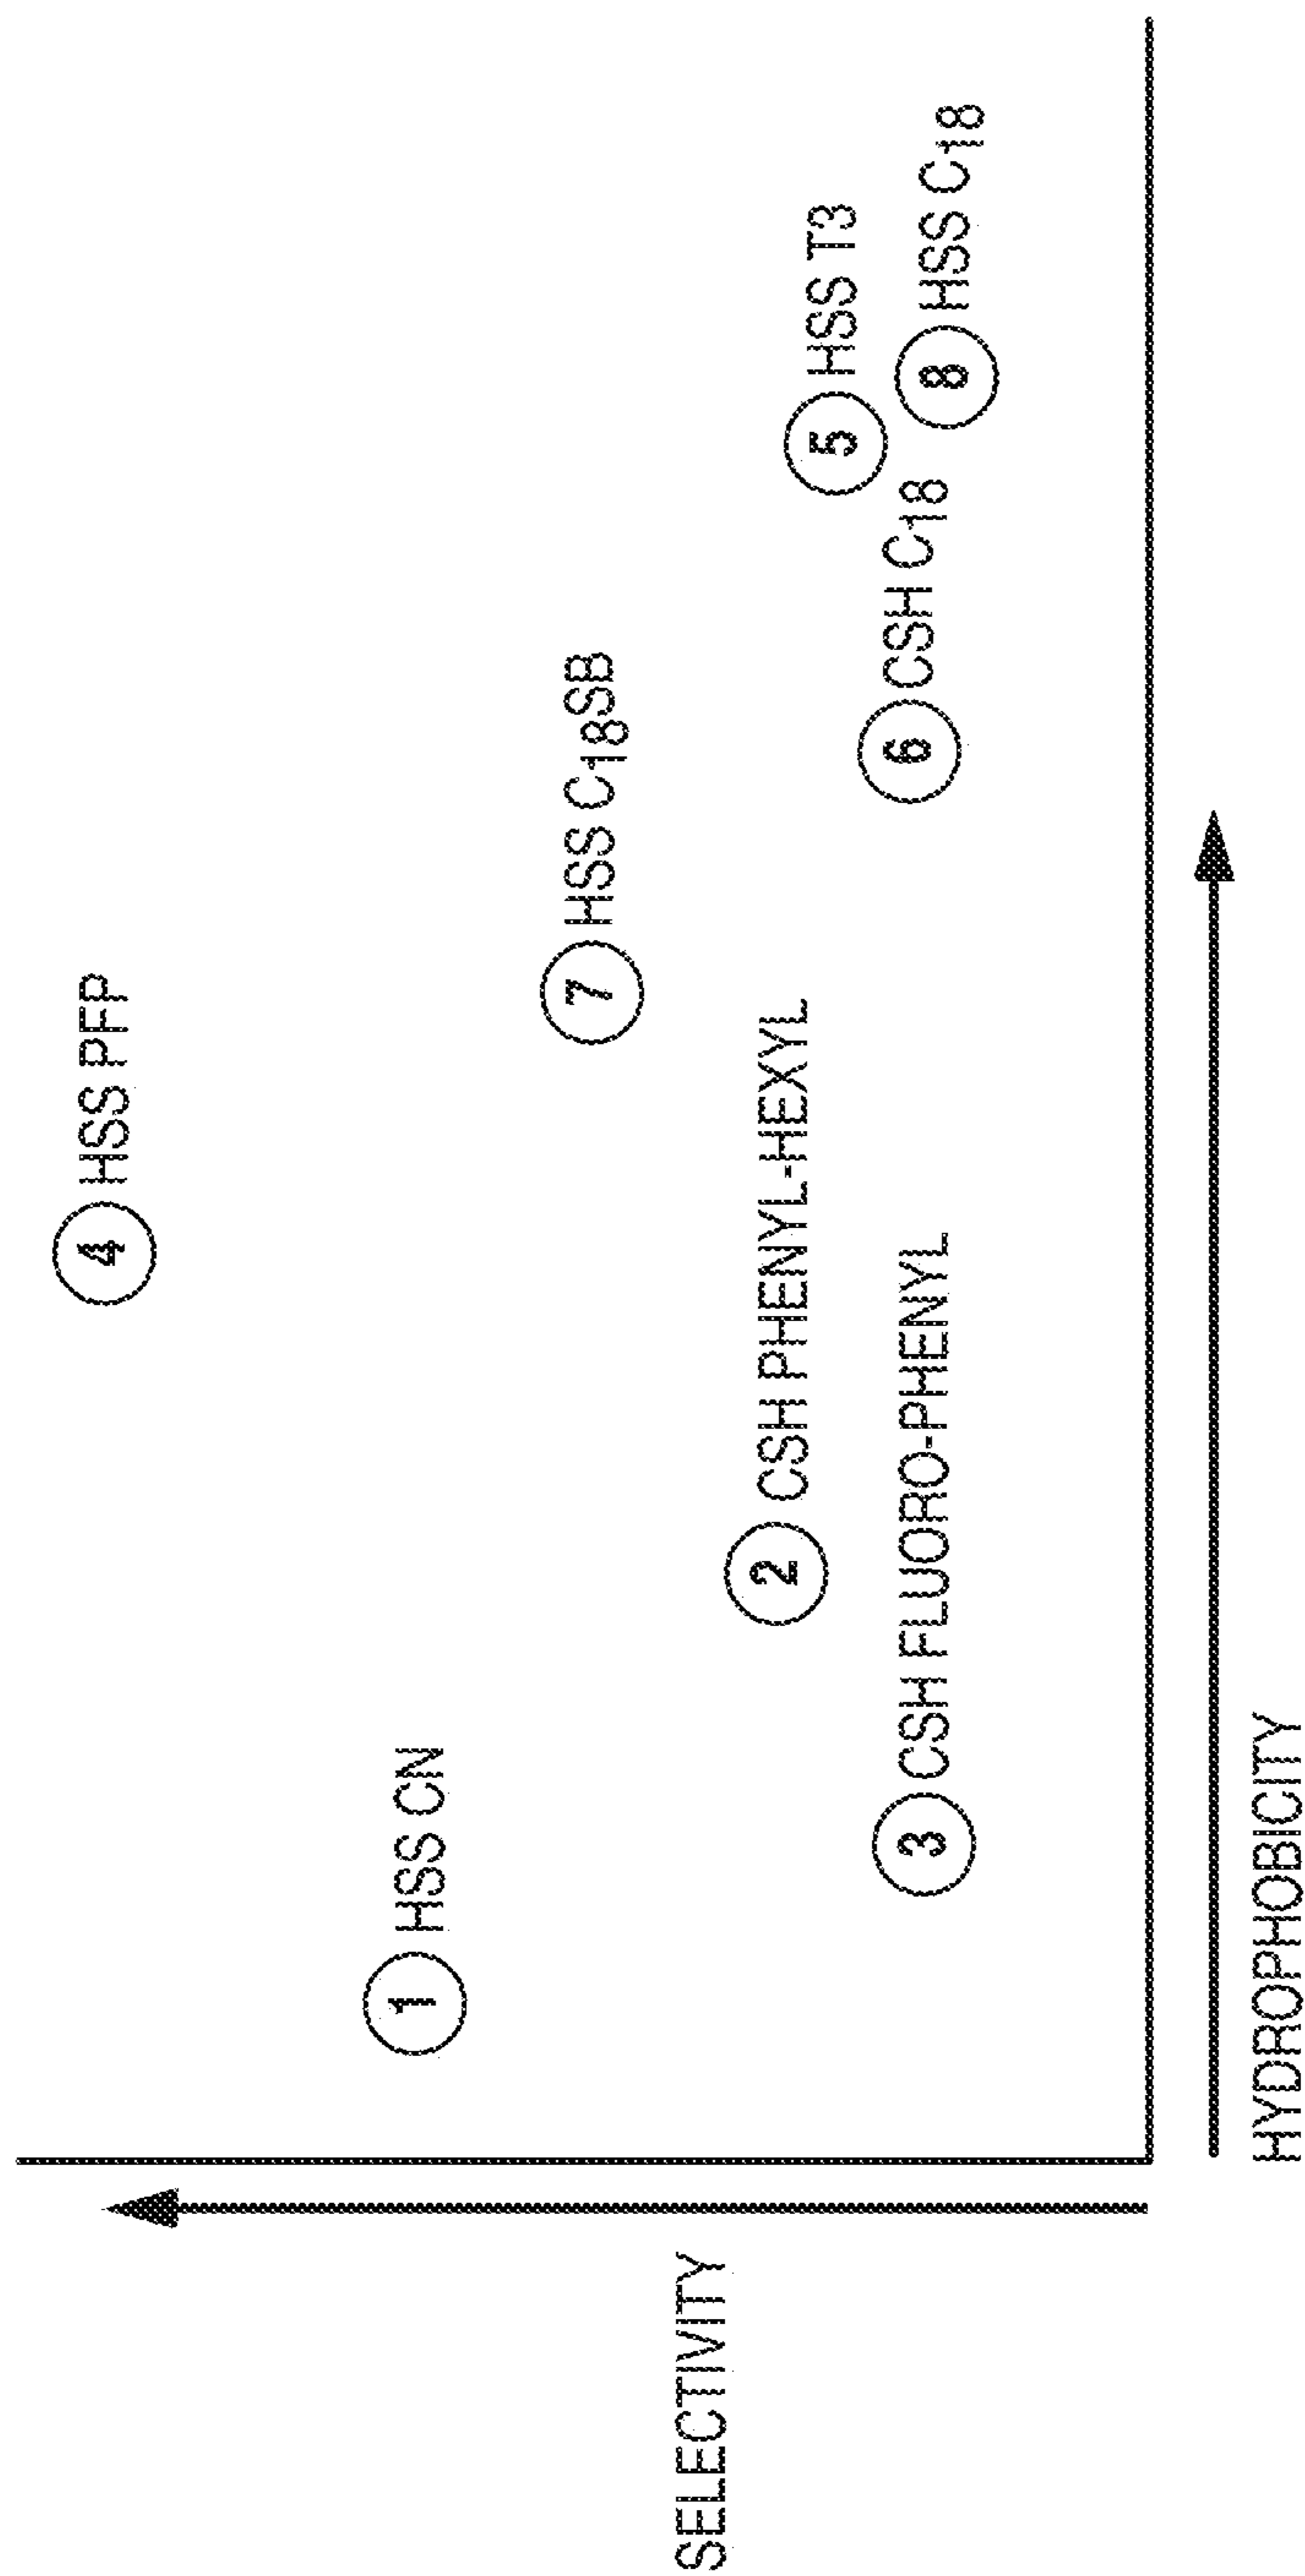 ④ HSS PFP
① HSS CN
⑦ HSS C18SB
② CSH PHENYL-HEXYL
⑤ HSS T3
⑥ CSH C18
③ CSH FLUORO-PHENYL
⑧ HSS C18
SELECTIVITY
HYDROPHOBICITY